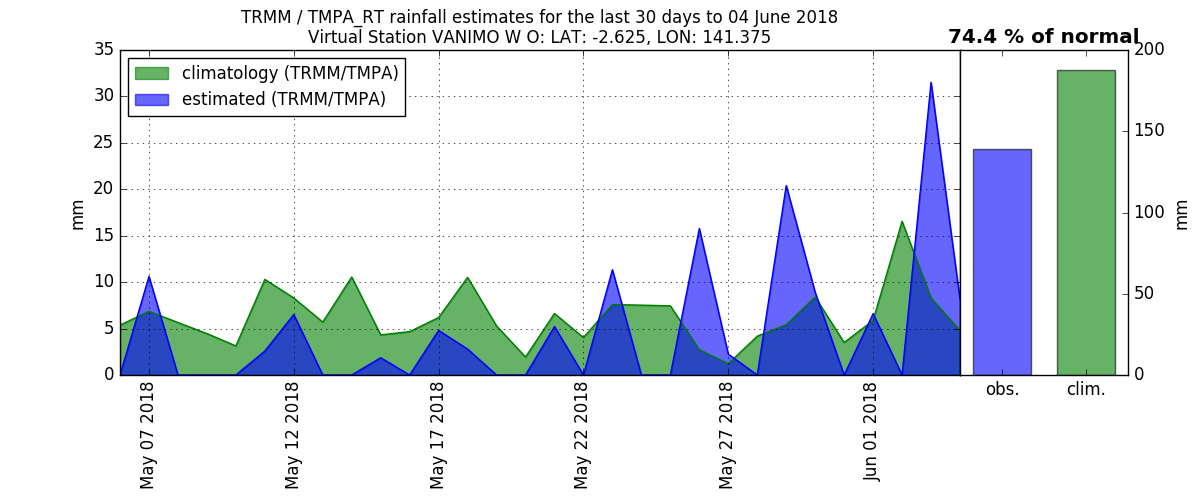 TRMM / TMPA_RT rainfall estimates for the last 30 days to 04 June 2018
Virtual Station VANIMO W O: LAT: -2.625, LON: 141.375
74.4 % of normal
climatology (TRMM/TMPA)
estimated (TRMM/TMPA)
35
30
25
20
15
10
5
0
mm
May 07 2018
May 12 2018
May 17 2018
May 22 2018
May 27 2018
Jun 01 2018
obs.
clim.
200
150
100
50
0
mm